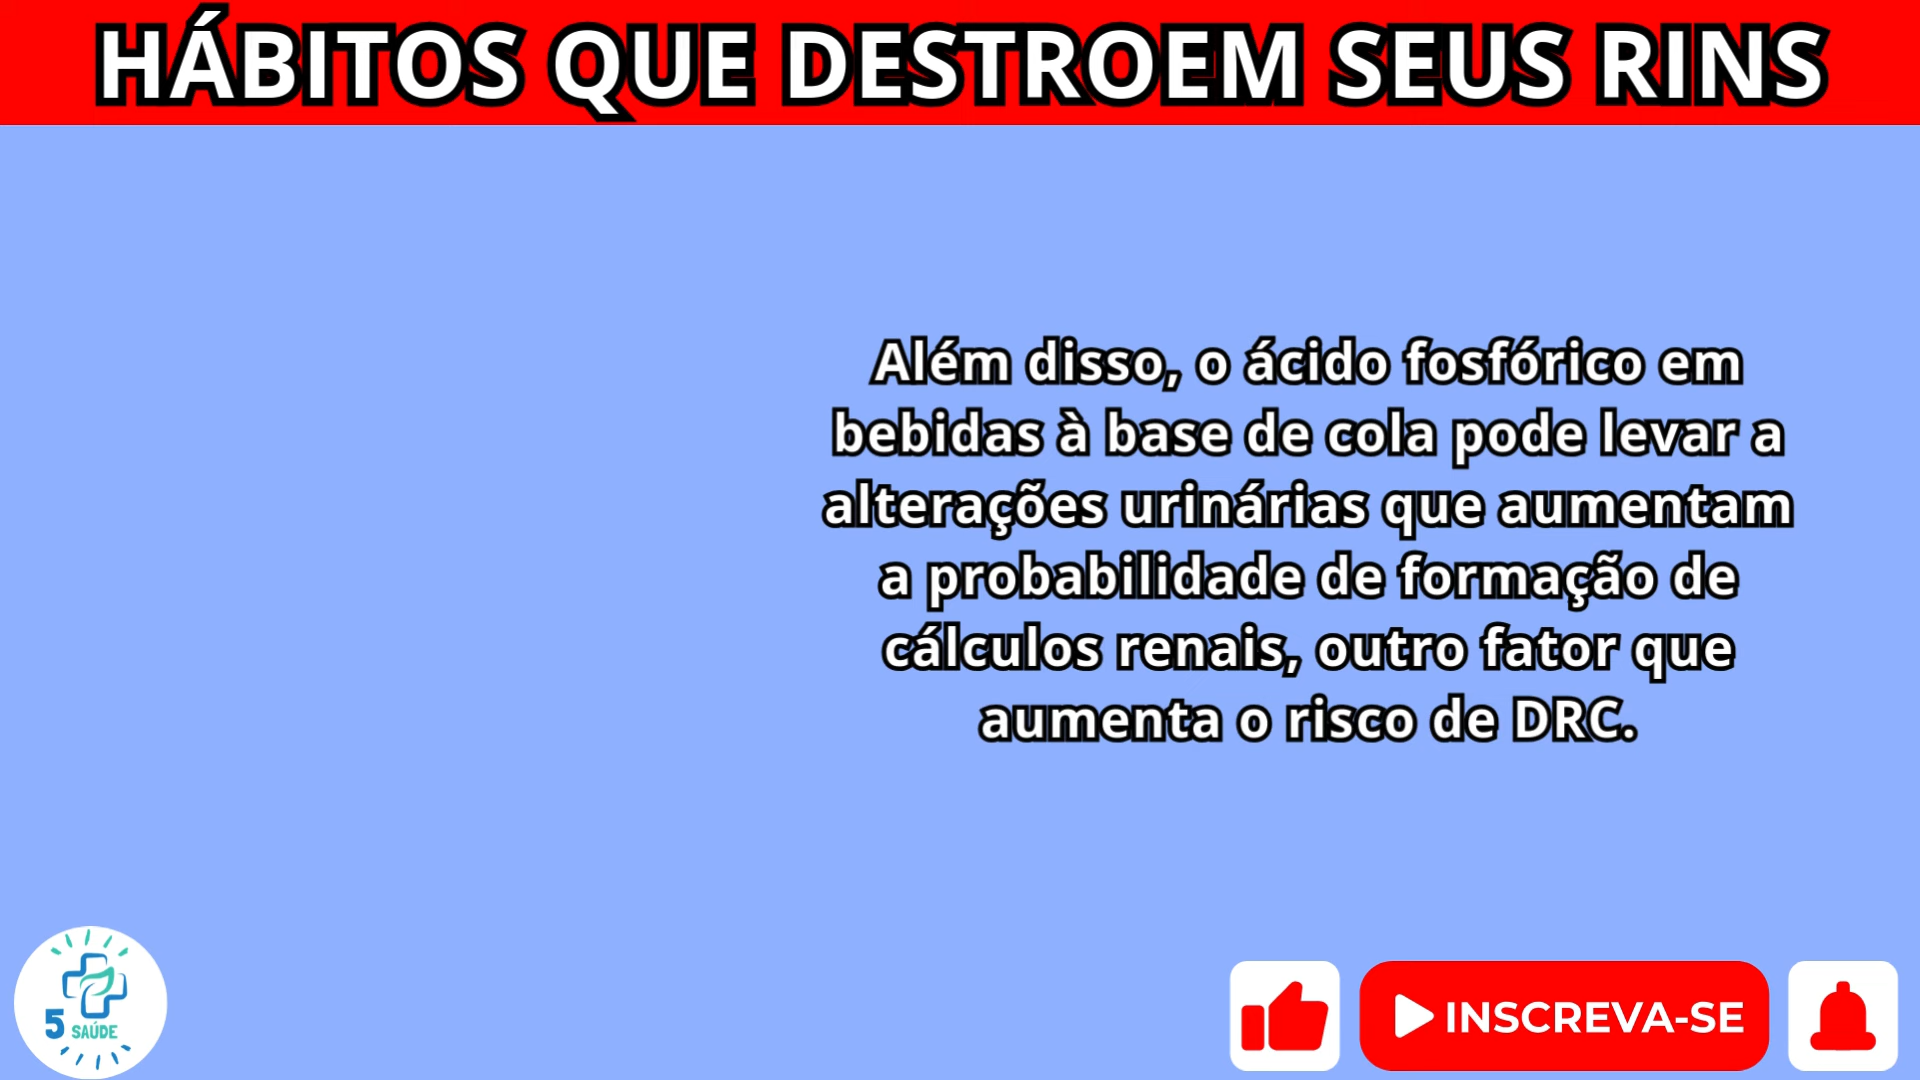 HÁBITOS QUE DESTROEM SEUS RINS
Além disso, o ácido fosfórico em
bebidas à base de cola pode levar a
alterações urinárias que aumentam
a probabilidade de formação de
cálculos renais, outro fator que
aumenta o risco de DRC.
5 SAÚDE
INSCREVA-SE